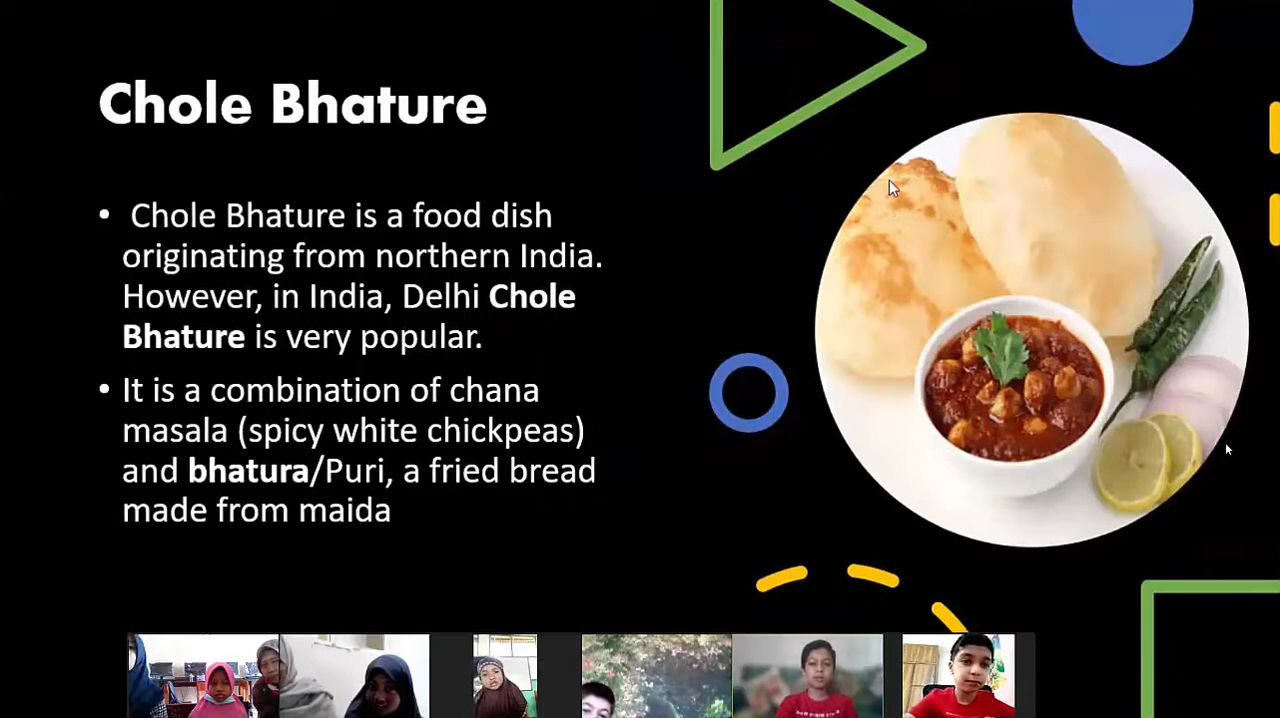 Chole Bhature
• Chole Bhature is a food dish
originating from northern India.
However, in India, Delhi Chole
Bhature is very popular.
• It is a combination of chana
masala (spicy white chickpeas)
and bhatura/Puri, a fried bread
made from maida